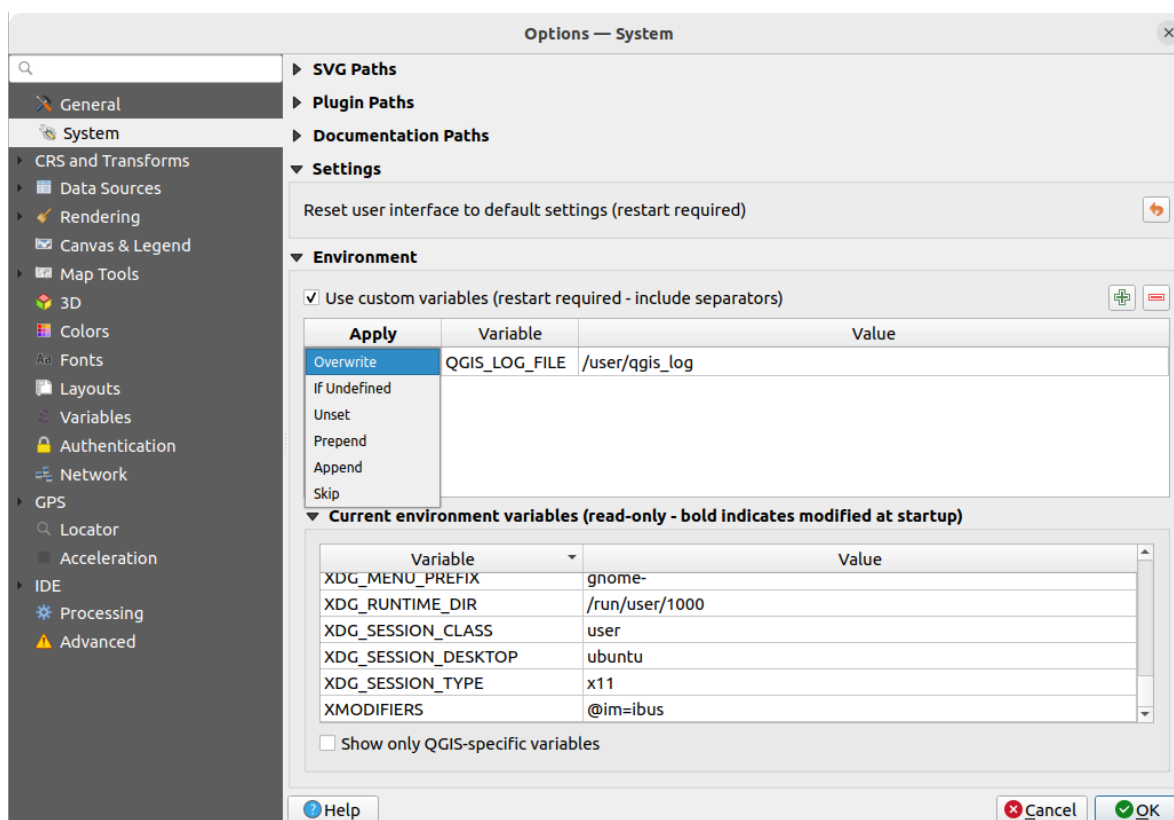 Options — System
General
System
CRS and Transforms
Data Sources
Rendering
Canvas & Legend
Map Tools
3D
Colors
Fonts
Layouts
Variables
Authentication
Network
GPS
Locator
Acceleration
IDE
Processing
Advanced
SVG Paths
Plugin Paths
Documentation Paths
Settings
Reset user interface to default settings (restart required)
Environment
Use custom variables (restart required - include separators)
Apply Variable Value
Overwrite QGIS_LOG_FILE /user/qgis_log
If Undefined
Unset
Prepend
Append
Skip
Current environment variables (read-only - bold indicates modified at startup)
Variable Value
XDG_MENU_PREFIX gnome-
XDG_RUNTIME_DIR /run/user/1000
XDG_SESSION_CLASS user
XDG_SESSION_DESKTOP ubuntu
XDG_SESSION_TYPE x11
XMODIFIERS @im=ibus
Show only QGIS-specific variables
Help Cancel OK